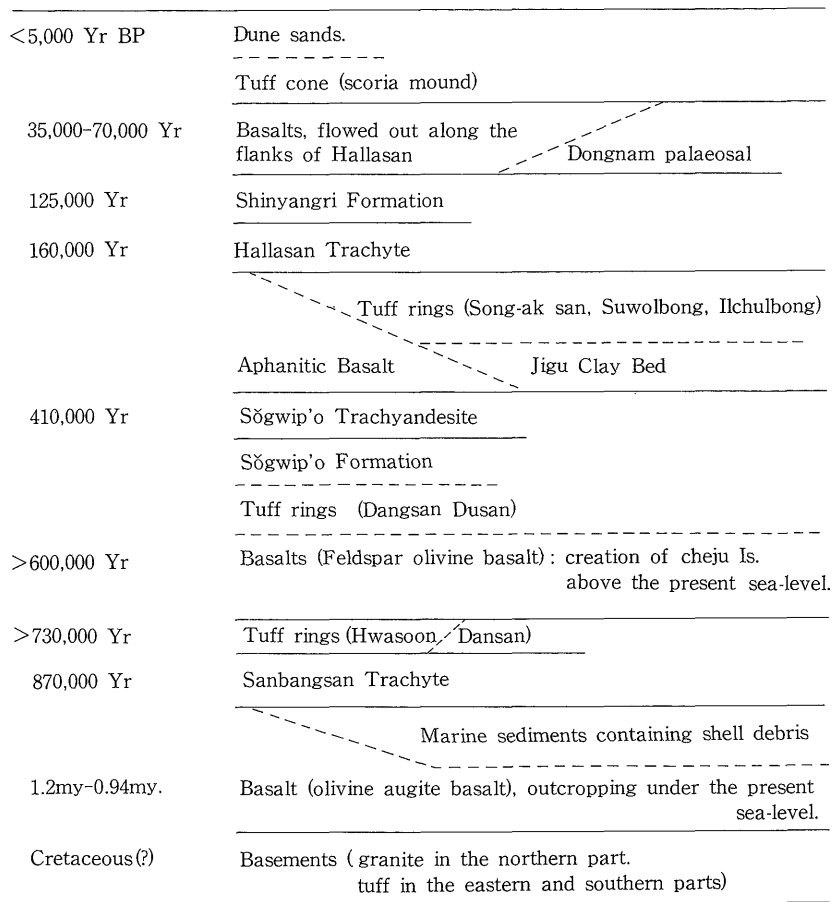 <5,000 Yr BP Dune sands.
Tuff cone (scoria mound)
35,000-70,000 Yr Basalts, flowed out along the
flanks of Hallasan Dongnam palaeosal
125,000 Yr Shinyangri Formation
160,000 Yr Hallasan Trachyte
Tuff rings (Song-ak san, Suwolbong, Ilchulbong)
Aphanitic Basalt Jigu Clay Bed
410,000 Yr Sŏgwip'o Trachyandesite
Sŏgwip'o Formation
Tuff rings (Dangsan Dusan)
>600,000 Yr Basalts (Feldspar olivine basalt): creation of cheju Is.
above the present sea-level.
>730,000 Yr Tuff rings (Hwasoon Dansan)
870,000 Yr Sanbangsan Trachyte
Marine sediments containing shell debris
1.2my-0.94my. Basalt (olivine augite basalt), outcropping under the present
sea-level.
Cretaceous(?) Basements ( granite in the northern part.
tuff in the eastern and southern parts)